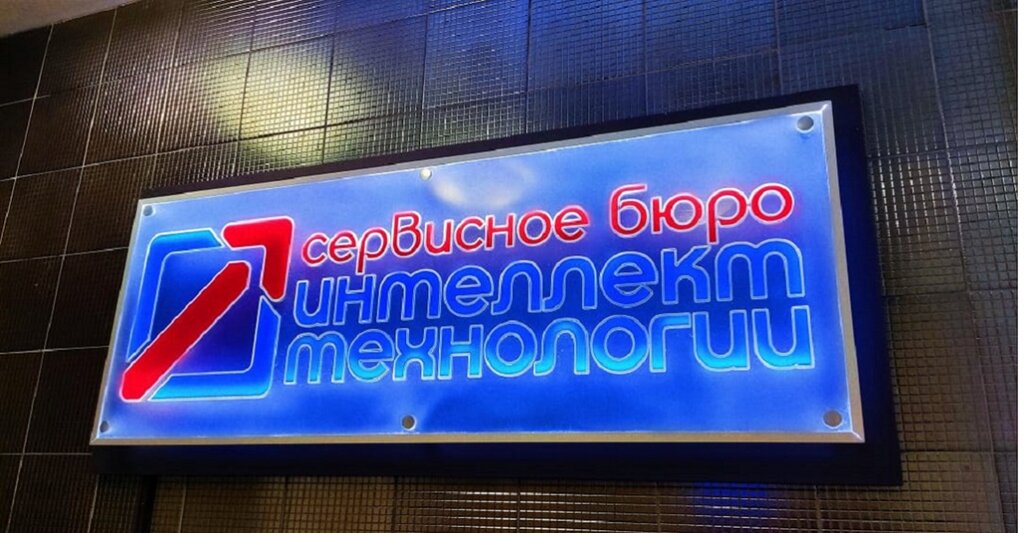 сервисное бюро
интеллект
технологии